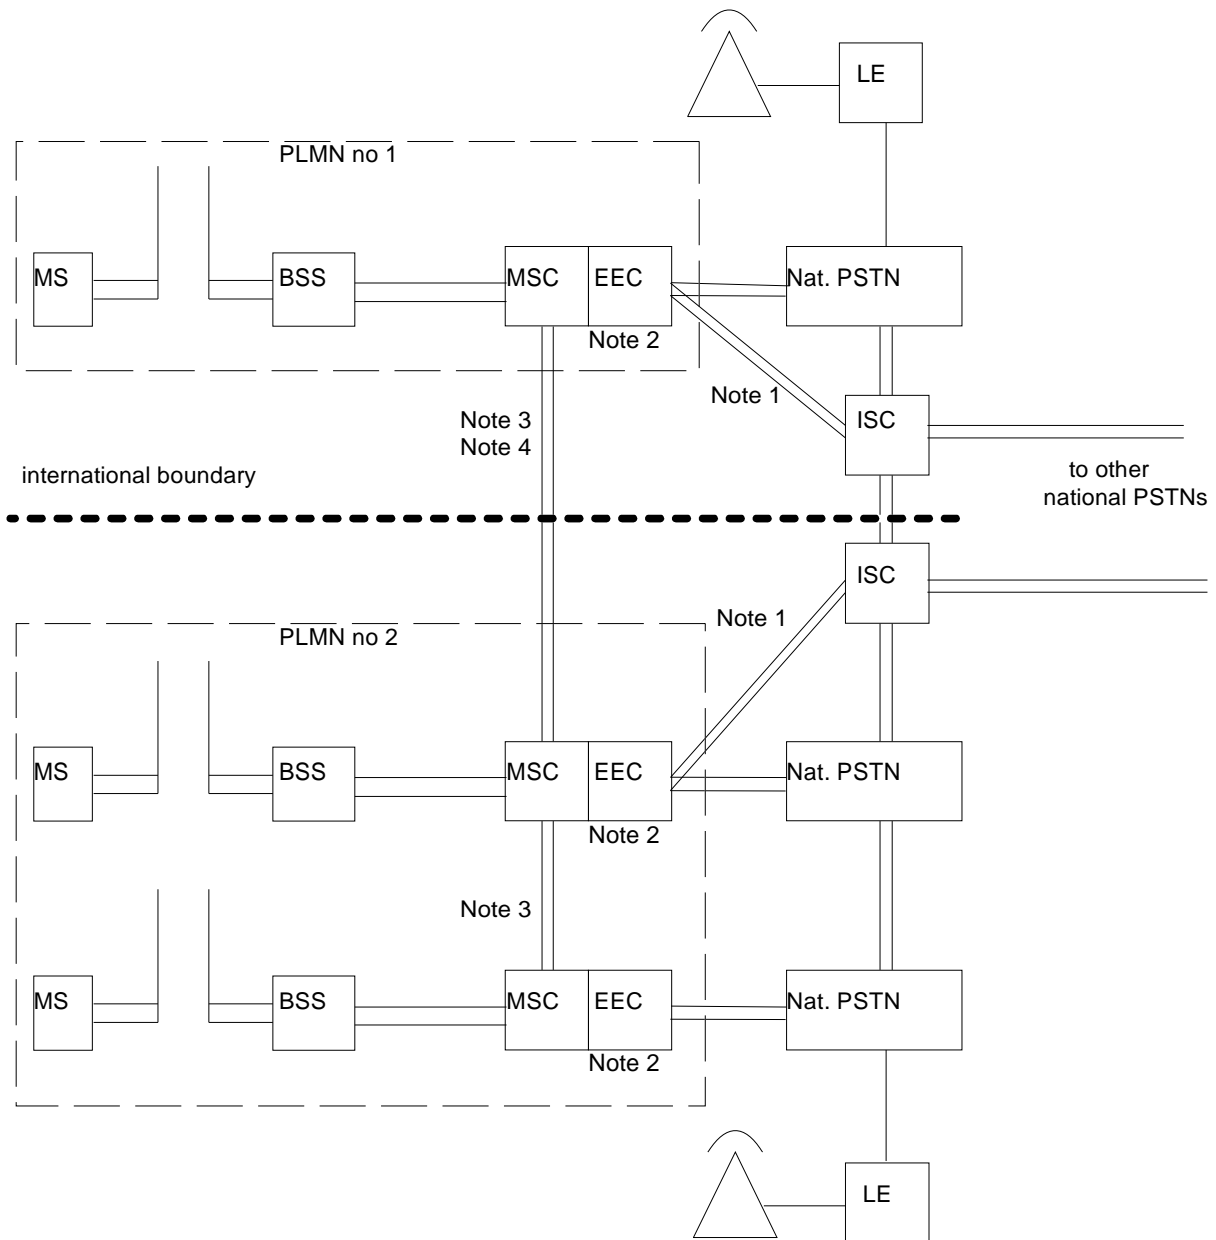 LE
PLMN no 1
MS
BSS
MSC
EEC
Nat. PSTN
Note 2
Note 1
Note 3
Note 4
ISC
international boundary
to other
national PSTNs
ISC
Note 1
PLMN no 2
MS
BSS
MSC
EEC
Nat. PSTN
Note 2
Note 3
MS
BSS
MSC
EEC
Nat. PSTN
Note 2
LE